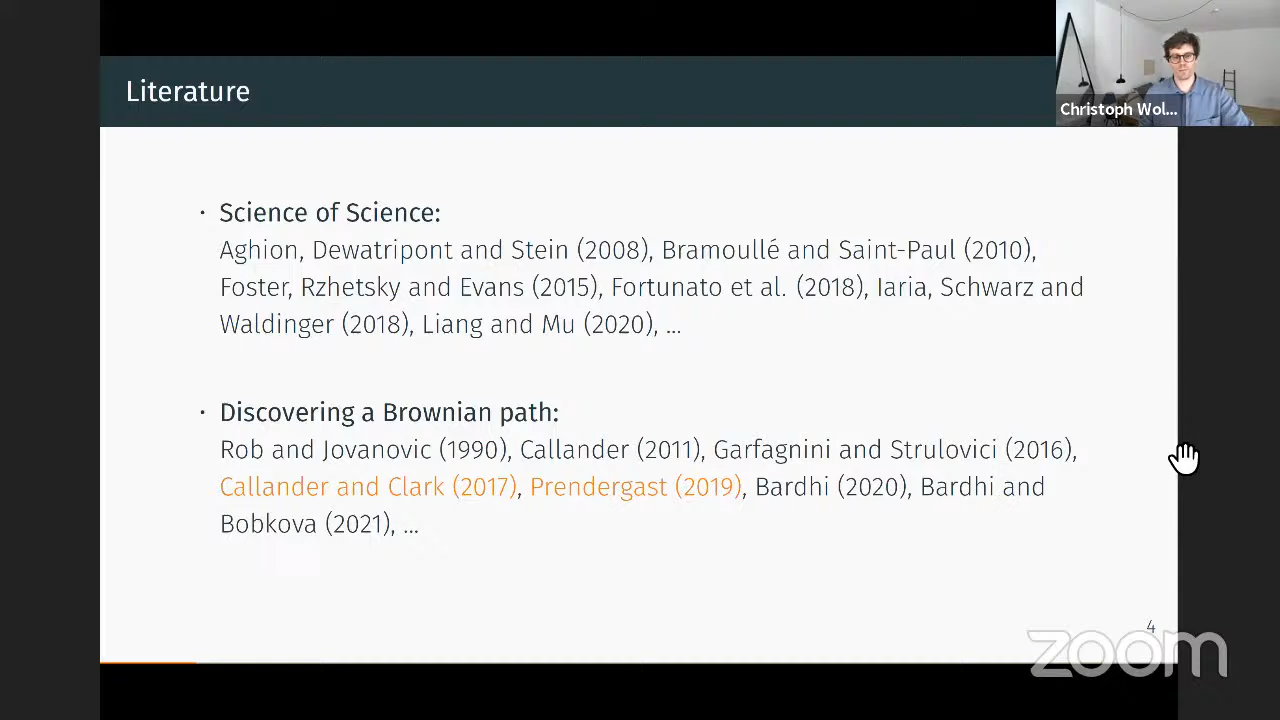 Literature
Christoph Wol...
· Science of Science:
Aghion, Dewatripont and Stein (2008), Bramoullé and Saint-Paul (2010),
Foster, Rzhetsky and Evans (2015), Fortunato et al. (2018), Iaria, Schwarz and
Waldinger (2018), Liang and Mu (2020), ...
· Discovering a Brownian path:
Rob and Jovanovic (1990), Callander (2011), Garfagnini and Strulovici (2016),
Callander and Clark (2017), Prendergast (2019), Bardhi (2020), Bardhi and
Bobkova (2021), ...
4
zoom